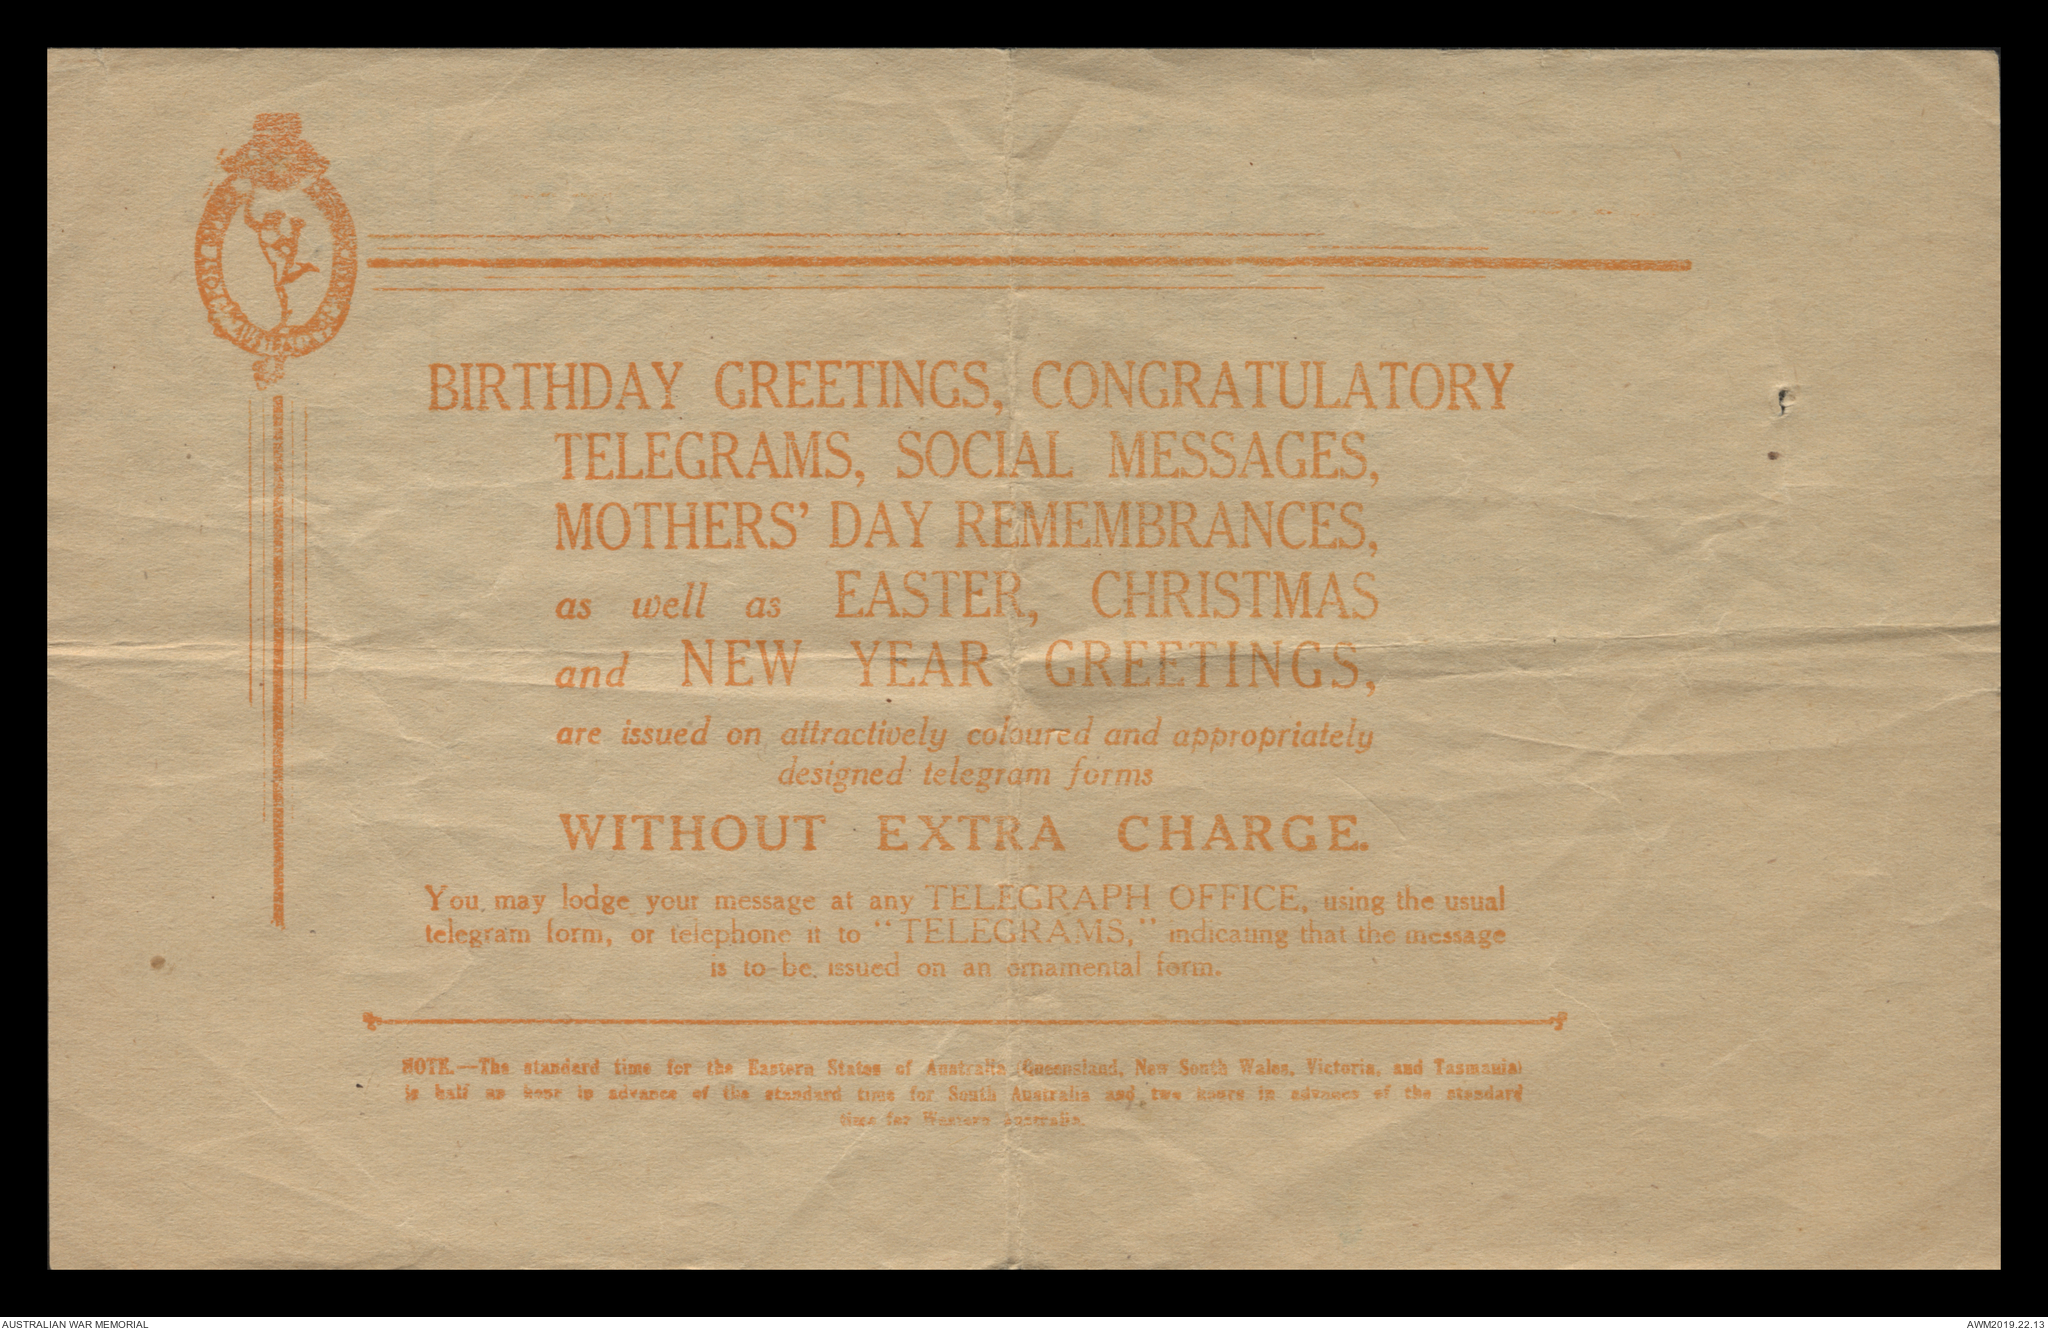 BIRTHDAY GREETINGS, CONGRATULATORY
TELEGRAMS, SOCIAL MESSAGES,
MOTHERS' DAY REMEMBRANCES,
as well as EASTER, CHRISTMAS
and NEW YEAR GREETINGS,
are issued on attractively coloured and appropriately
designed telegram forms
WITHOUT EXTRA CHARGE.
You may lodge your message at any TELEGRAPH OFFICE, using the usual
telegram form, or telephone it to "TELEGRAMS," indicating that the message
is to be issued on an ornamental form.
NOTE.—The standard time for the Eastern States of Australia (Queensland, New South Wales, Victoria, and Tasmania)
is half an hour in advance of the standard time for South Australia and two hours in advance of the standard
time for Western Australia.
AUSTRALIAN WAR MEMORIAL
AWM2019.22.13